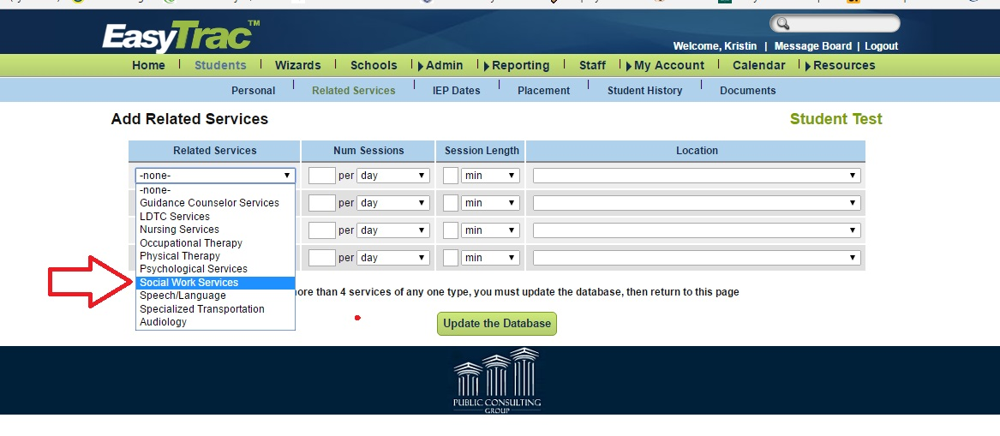 EasyTrac™
Welcome, Kristin | Message Board | Logout
Home | Students | Wizards | Schools | Admin | Reporting | Staff | My Account | Calendar | Resources
Personal | Related Services | IEP Dates | Placement | Student History | Documents
Add Related Services Student Test
Related Services Num Sessions Session Length Location
-none- per day min
-none-
Guidance Counselor Services per day min
LDTC Services
Nursing Services per day min
Occupational Therapy
Physical Therapy per day min
Psychological Services
Social Work Services
Speech/Language more than 4 services of any one type, you must update the database, then return to this page
Specialized Transportation
Audiology Update the Database
PUBLIC CONSULTING
GROUP